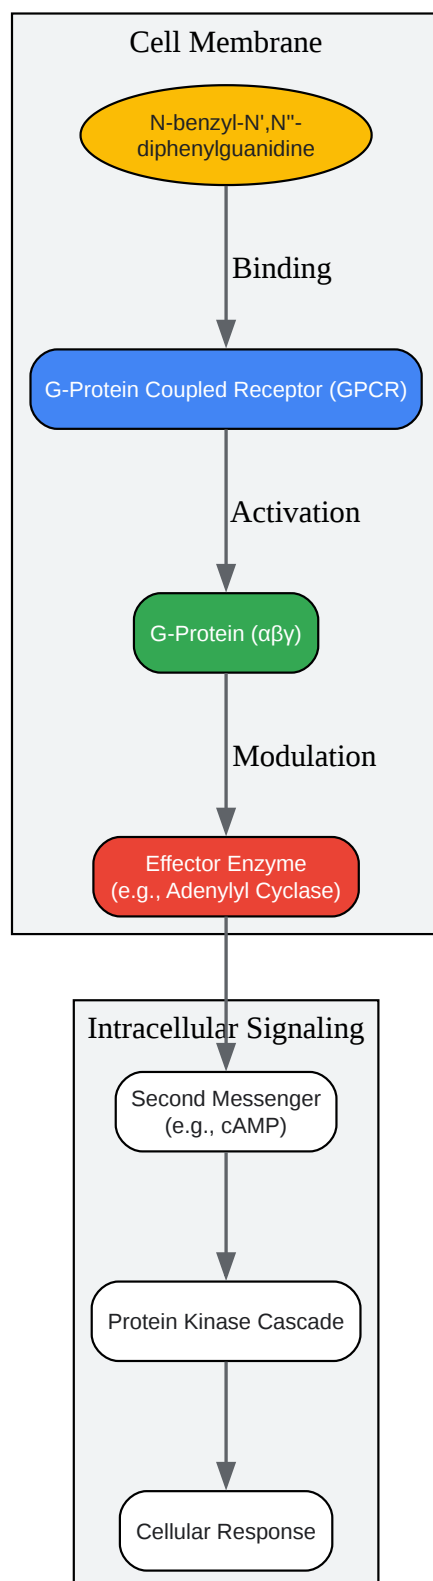 Cell Membrane
N-benzyl-N',N''-
diphenylguanidine
Binding
G-Protein Coupled Receptor (GPCR)
Activation
G-Protein (αβγ)
Modulation
Effector Enzyme
(e.g., Adenylyl Cyclase)
Intracellular Signaling
Second Messenger
(e.g., cAMP)
Protein Kinase Cascade
Cellular Response